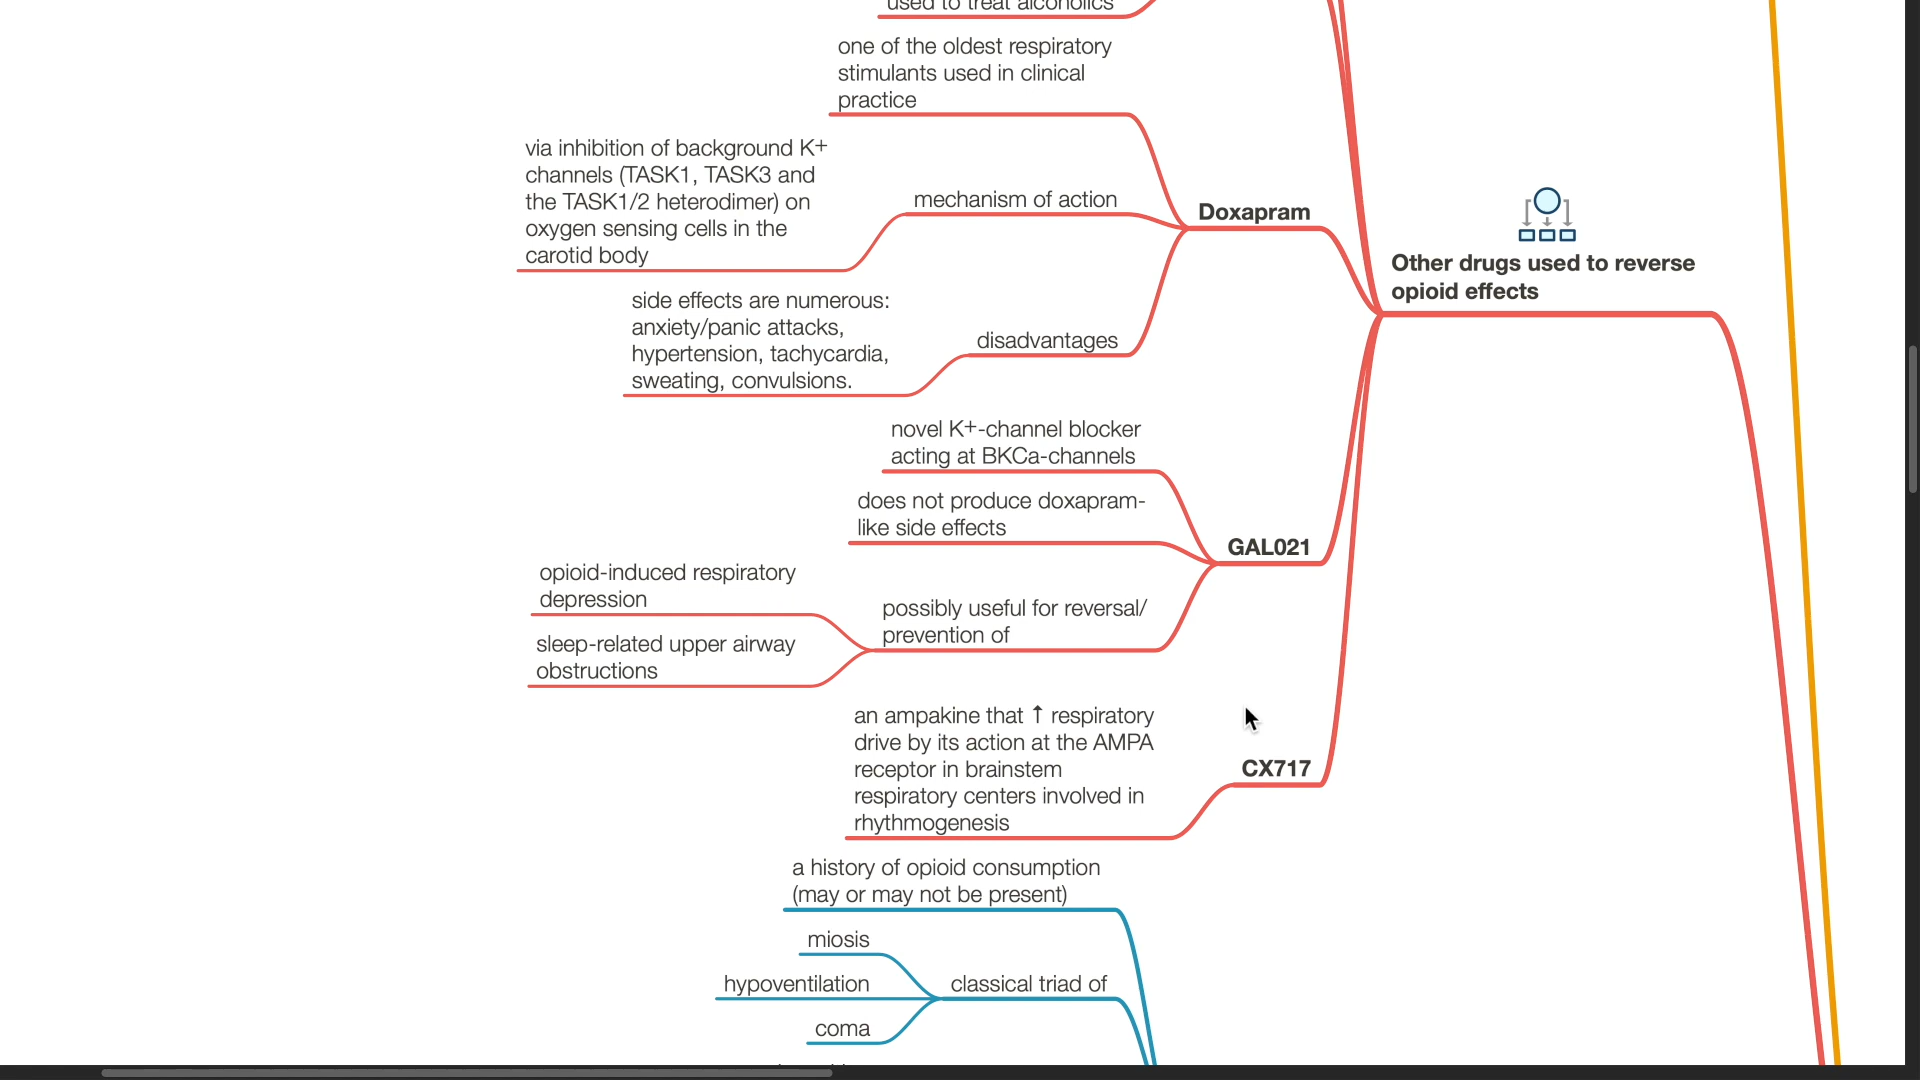 used to treat alcoholics
one of the oldest respiratory
stimulants used in clinical
practice
via inhibition of background K+
channels (TASK1, TASK3 and
the TASK1/2 heterodimer) on
oxygen sensing cells in the
carotid body
mechanism of action
Doxapram
side effects are numerous:
anxiety/panic attacks,
hypertension, tachycardia,
sweating, convulsions.
disadvantages
Other drugs used to reverse
opioid effects
novel K+-channel blocker
acting at BKCa-channels
does not produce doxapram-
like side effects
GAL021
opioid-induced respiratory
depression
sleep-related upper airway
obstructions
possibly useful for reversal/
prevention of
an ampakine that ↑ respiratory
drive by its action at the AMPA
receptor in brainstem
respiratory centers involved in
rhythmogenesis
CX717
a history of opioid consumption
(may or may not be present)
miosis
hypoventilation
coma
classical triad of